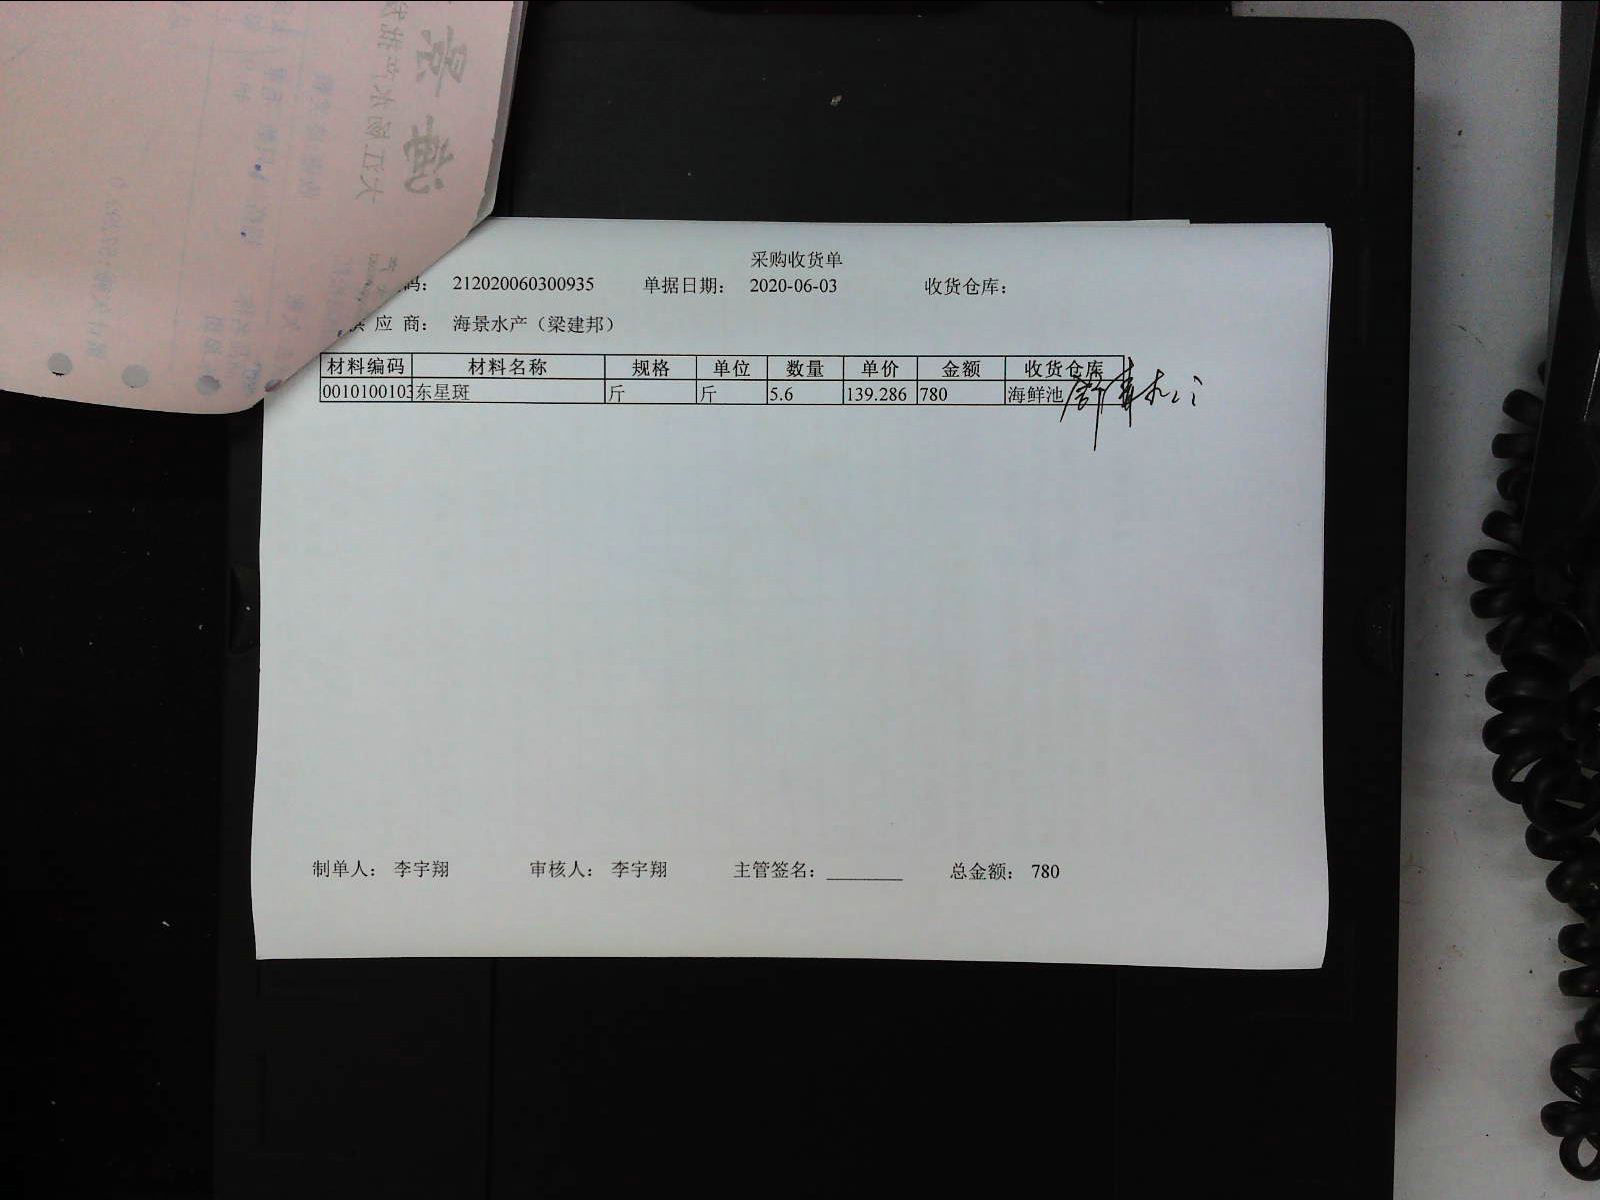 采购收货单
码： 212020060300935 单据日期： 2020-06-03 收货仓库：
供 应 商： 海景水产（梁建邦）
材料编码 材料名称 规格 单位 数量 单价 金额 收货仓库
0010100103 东星斑 斤 斤 5.6 139.286 780 海鲜池
制单人： 李宇翔 审核人： 李宇翔 主管签名： 总金额： 780